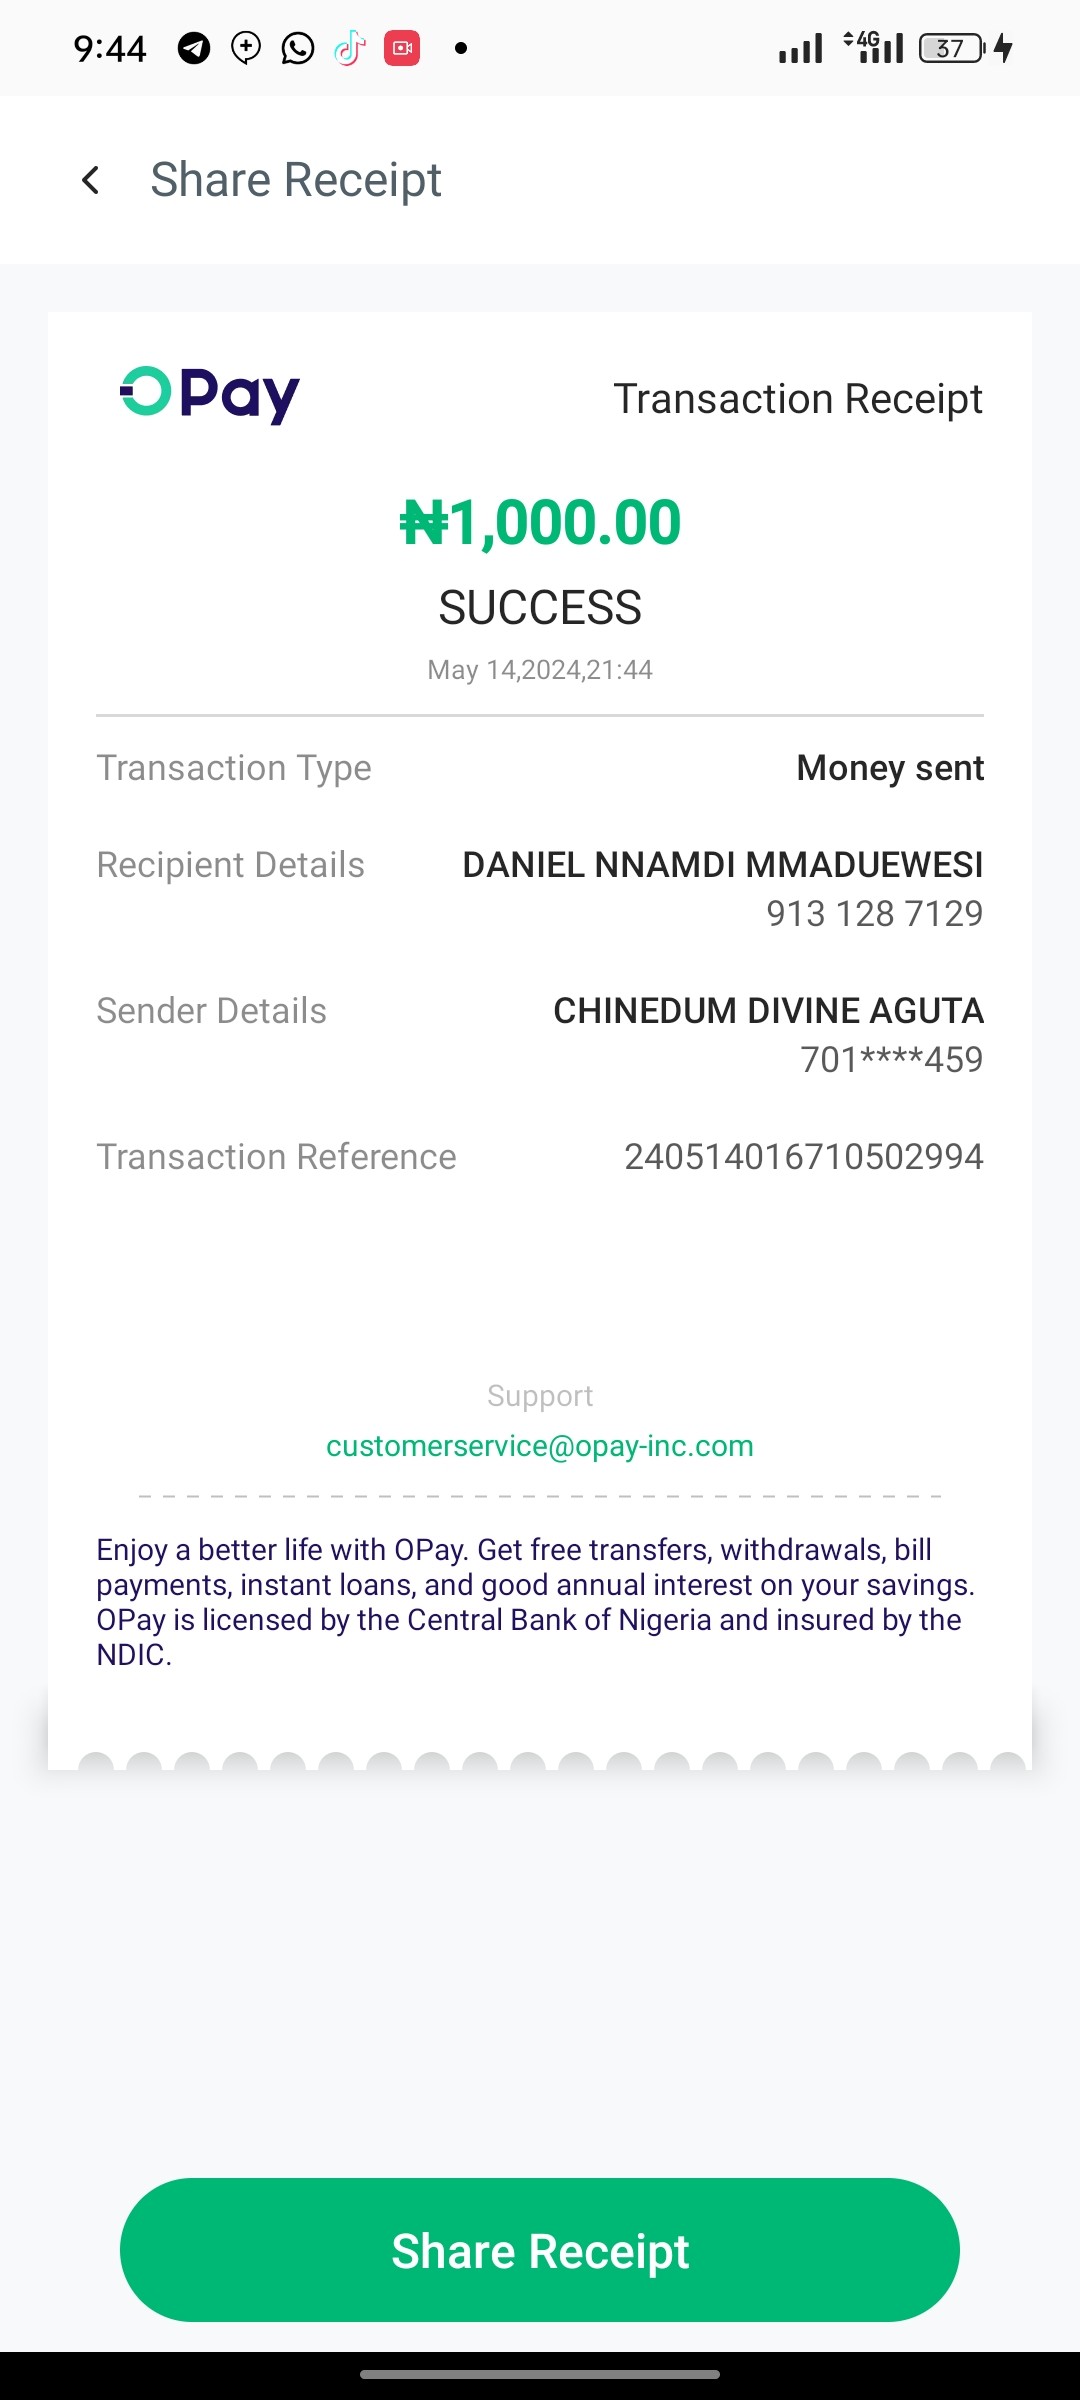 9:44
4G
37
Share Receipt
OPay
Transaction Receipt
₦1,000.00
SUCCESS
May 14,2024,21:44
Transaction Type Money sent
Recipient Details DANIEL NNAMDI MMADUEWESI
913 128 7129
Sender Details CHINEDUM DIVINE AGUTA
701****459
Transaction Reference 240514016710502994
Support
customerservice@opay-inc.com
Enjoy a better life with OPay. Get free transfers, withdrawals, bill
payments, instant loans, and good annual interest on your savings.
OPay is licensed by the Central Bank of Nigeria and insured by the
NDIC.
Share Receipt